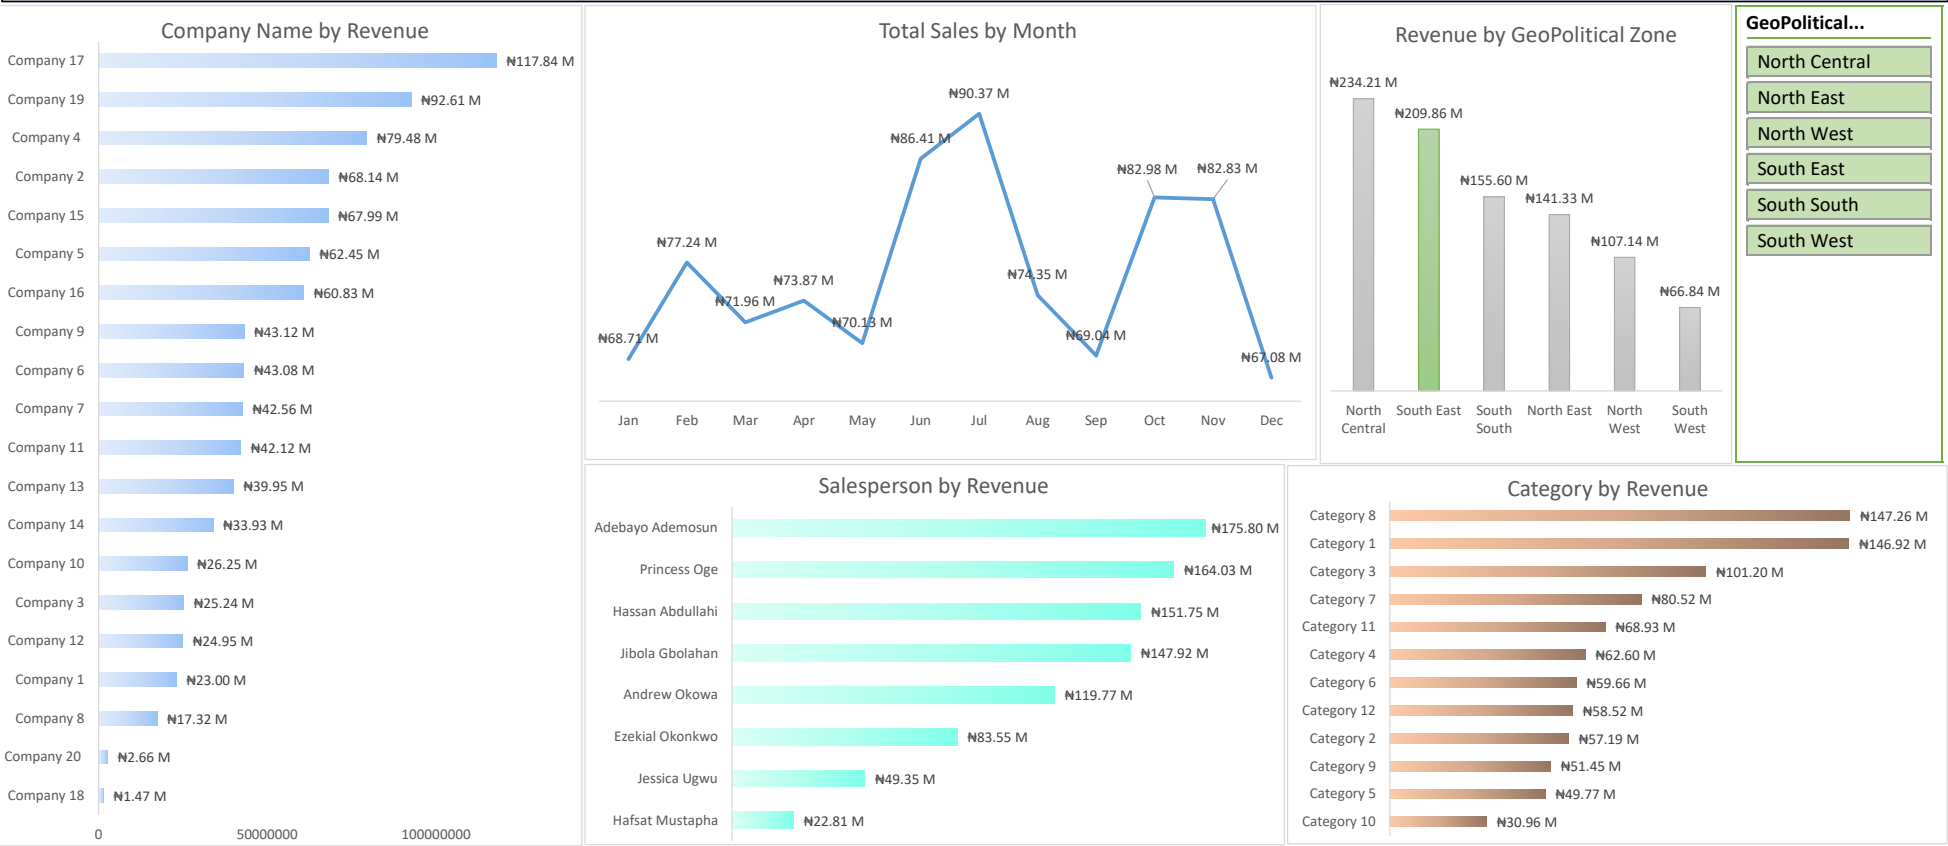 Company Name by Revenue
Company 17 ₦117.84 M
Company 19 ₦92.61 M
Company 4 ₦79.48 M
Company 2 ₦68.14 M
Company 15 ₦67.99 M
Company 5 ₦62.45 M
Company 16 ₦60.83 M
Company 9 ₦43.12 M
Company 6 ₦43.08 M
Company 7 ₦42.56 M
Company 11 ₦42.12 M
Company 13 ₦39.95 M
Company 14 ₦33.93 M
Company 10 ₦26.25 M
Company 3 ₦25.24 M
Company 12 ₦24.95 M
Company 1 ₦23.00 M
Company 8 ₦17.32 M
Company 20 ₦2.66 M
Company 18 ₦1.47 M
0 50000000 100000000
Total Sales by Month
₦68.71 M
₦77.24 M
₦71.96 M
₦73.87 M
₦70.13 M
₦86.41 M
₦90.37 M
₦74.35 M
₦69.04 M
₦82.98 M
₦82.83 M
₦67.08 M
Jan Feb Mar Apr May Jun Jul Aug Sep Oct Nov Dec
Revenue by GeoPolitical Zone
₦234.21 M
₦209.86 M
₦155.60 M
₦141.33 M
₦107.14 M
₦66.84 M
North Central
South East
South South
North East
North West
South West
GeoPolitical...
North Central
North East
North West
South East
South South
South West
Salesperson by Revenue
Adebayo Ademosun ₦175.80 M
Princess Oge ₦164.03 M
Hassan Abdullahi ₦151.75 M
Jibola Gbolahan ₦147.92 M
Andrew Okowa ₦119.77 M
Ezekial Okonkwo ₦83.55 M
Jessica Ugwu ₦49.35 M
Hafsat Mustapha ₦22.81 M
Category by Revenue
Category 8 ₦147.26 M
Category 1 ₦146.92 M
Category 3 ₦101.20 M
Category 7 ₦80.52 M
Category 11 ₦68.93 M
Category 4 ₦62.60 M
Category 6 ₦59.66 M
Category 12 ₦58.52 M
Category 2 ₦57.19 M
Category 9 ₦51.45 M
Category 5 ₦49.77 M
Category 10 ₦30.96 M